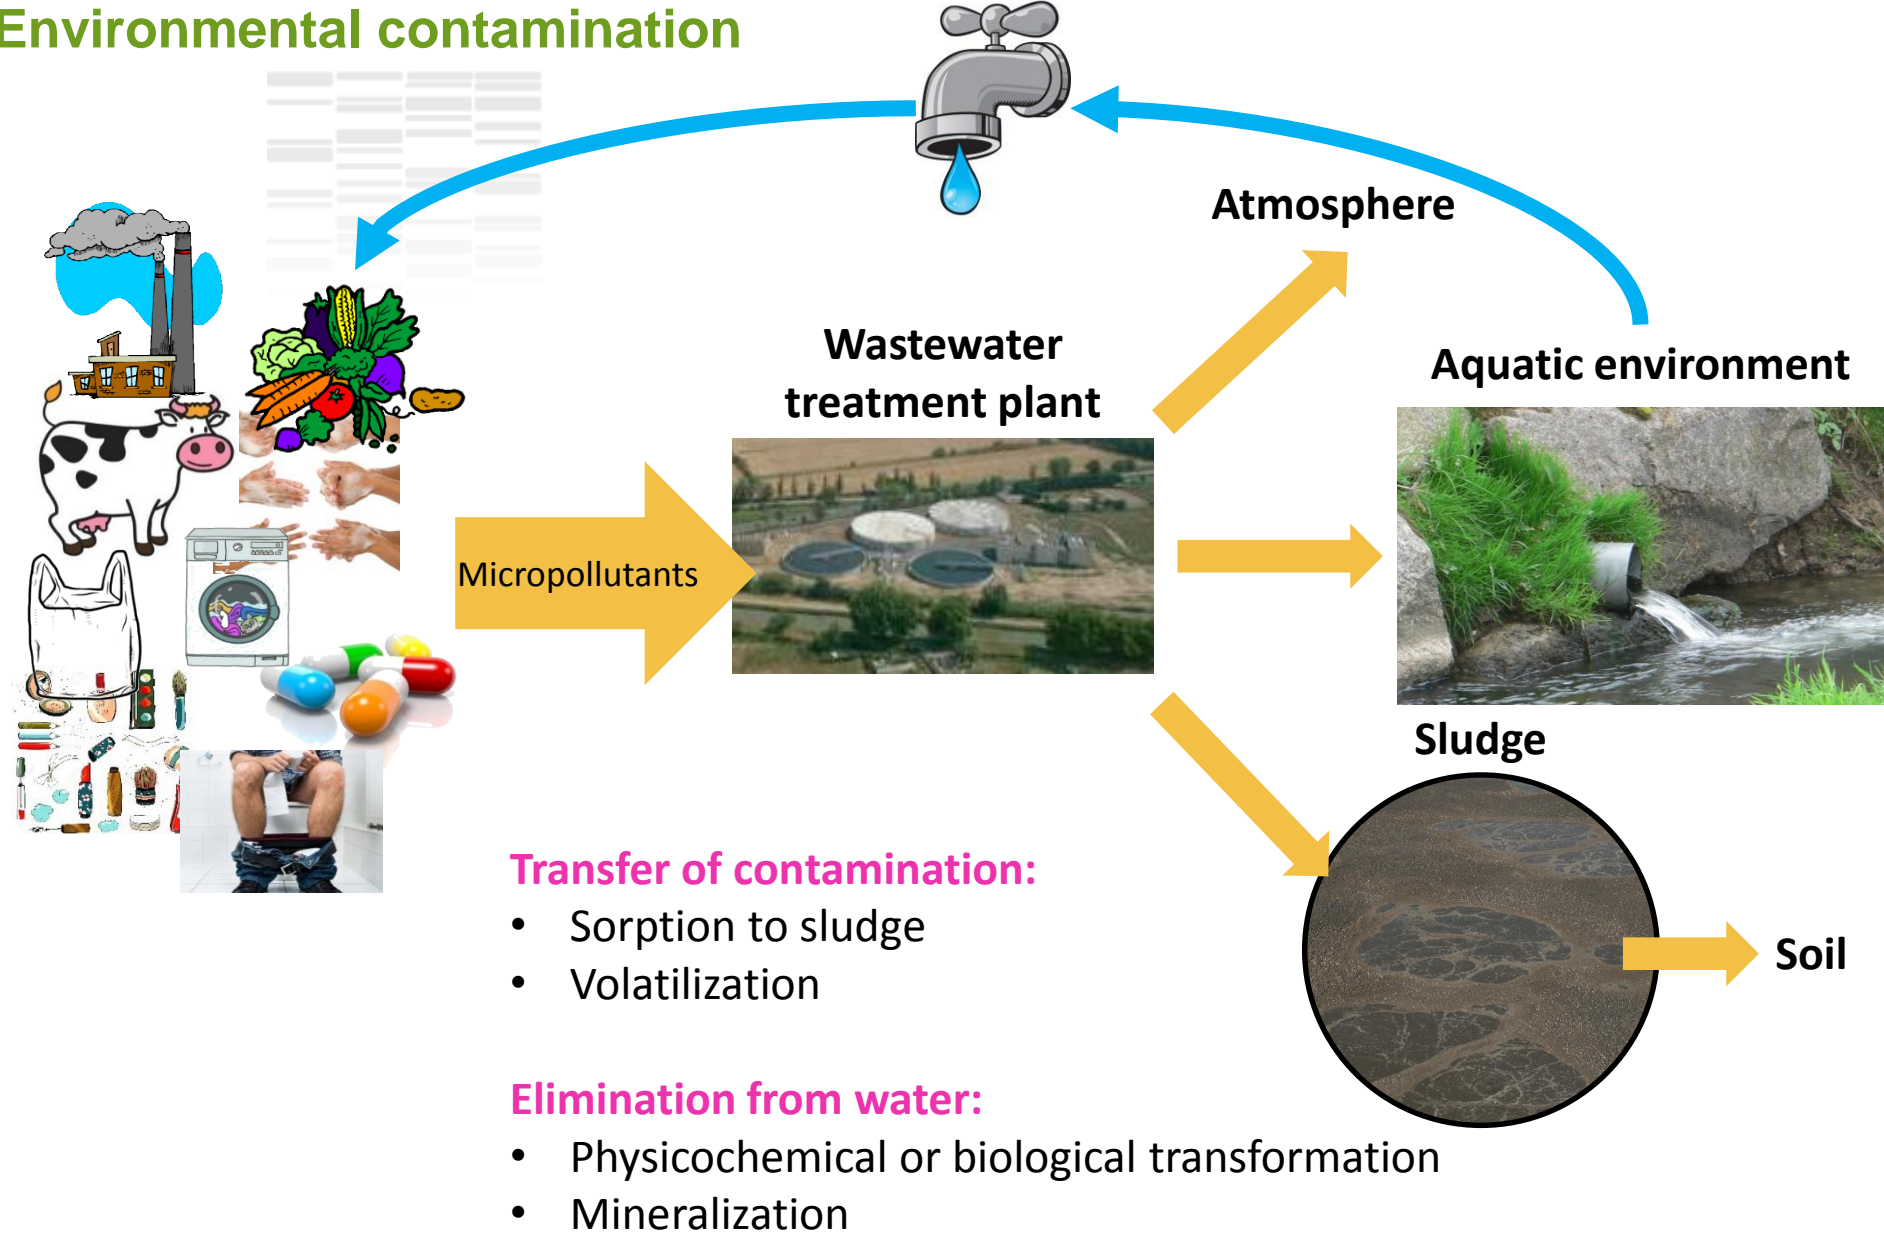 Environmental contamination
Atmosphere
Wastewater
treatment plant
Aquatic environment
Micropollutants
Sludge
Soil
Transfer of contamination:
• Sorption to sludge
• Volatilization
Elimination from water:
• Physicochemical or biological transformation
• Mineralization